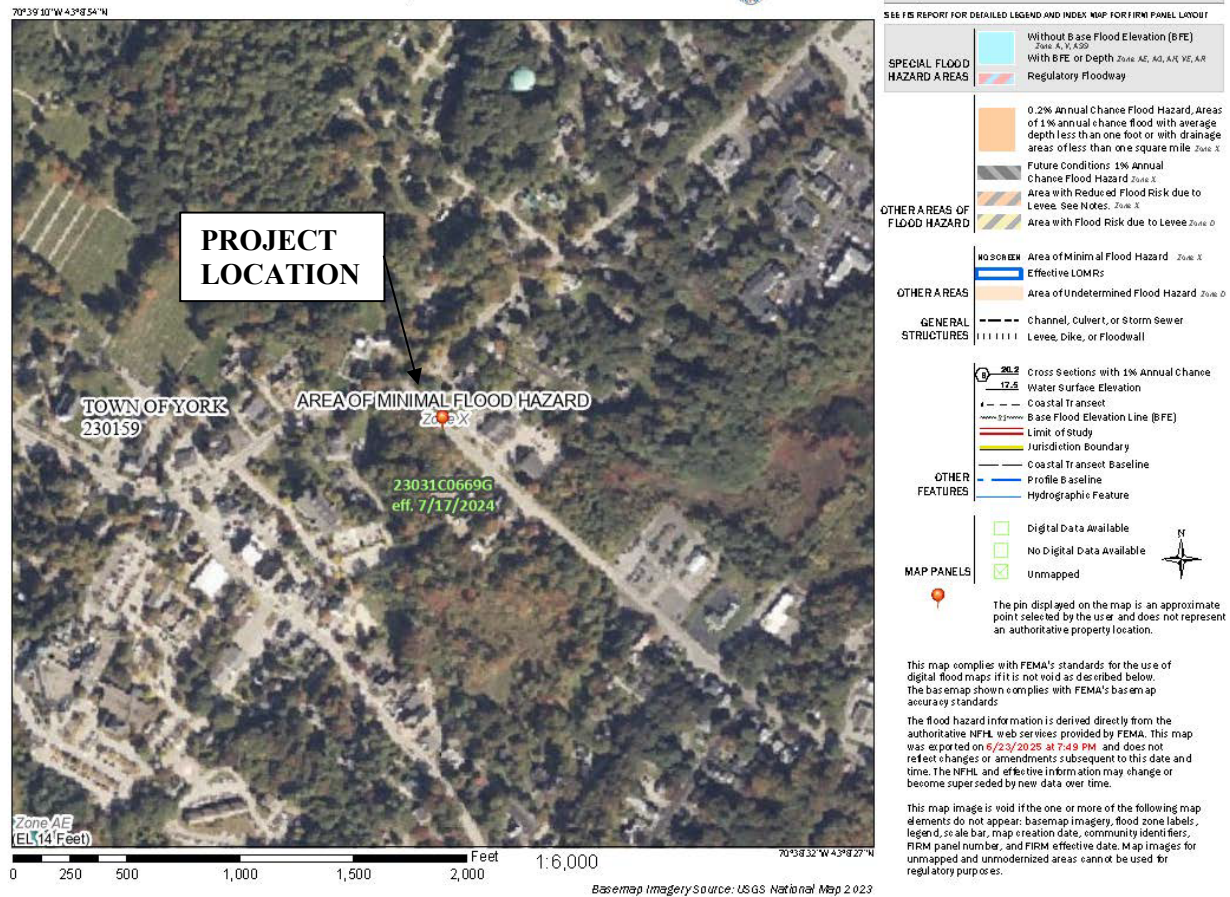 70°39'10"W 43°8'54"N
SEE FIS REPORT FOR DETAILED LEGEND AND INDEX MAP FOR FIRM PANEL LAYOUT
SPECIAL FLOOD
HAZARD AREAS
Without Base Flood Elevation (BFE)
Zone A, V, A99
With BFE or Depth Zone AE, AO, AH, VE, AR
Regulatory Floodway
OTHER AREAS OF
FLOOD HAZARD
0.2% Annual Chance Flood Hazard, Areas
of 1% annual chance flood with average
depth less than one foot or with drainage
areas of less than one square mile Zone X
Future Conditions 1% Annual
Chance Flood Hazard Zone X
Area with Reduced Flood Risk due to
Levee. See Notes. Zone X
Area with Flood Risk due to Levee Zone D
OTHER AREAS
NO SCREEN Area of Minimal Flood Hazard Zone X
Effective LOMRs
Area of Undetermined Flood Hazard Zone D
GENERAL
STRUCTURES
Channel, Culvert, or Storm Sewer
Levee, Dike, or Floodwall
OTHER
FEATURES
B 20.2 Cross Sections with 1% Annual Chance
17.5 Water Surface Elevation
Coastal Transect
Base Flood Elevation Line (BFE)
Limit of Study
Jurisdiction Boundary
Coastal Transect Baseline
Profile Baseline
Hydrographic Feature
MAP PANELS
Digital Data Available
No Digital Data Available
Unmapped
N
The pin displayed on the map is an approximate
point selected by the user and does not represent
an authoritative property location.
This map complies with FEMA's standards for the use of
digital flood maps if it is not void as described below.
The basemap shown complies with FEMA's basemap
accuracy standards
The flood hazard information is derived directly from the
authoritative NFHL web services provided by FEMA. This map
was exported on 6/23/2025 at 7:49 PM and does not
reflect changes or amendments subsequent to this date and
time. The NFHL and effective information may change or
become superseded by new data over time.
This map image is void if the one or more of the following map
elements do not appear: basemap imagery, flood zone labels,
legend, scale bar, map creation date, community identifiers,
FIRM panel number, and FIRM effective date. Map images for
unmapped and unmodernized areas cannot be used for
regulatory purposes.
PROJECT
LOCATION
TOWN OF YORK
230159
AREA OF MINIMAL FLOOD HAZARD
Zone X
23031C0669G
eff. 7/17/2024
Zone AE
(EL 14 Feet)
70°38'32"W 43°8'27"N
0 250 500 1,000 1,500 2,000 Feet 1:6,000
Basemap Imagery Source: USGS National Map 2023